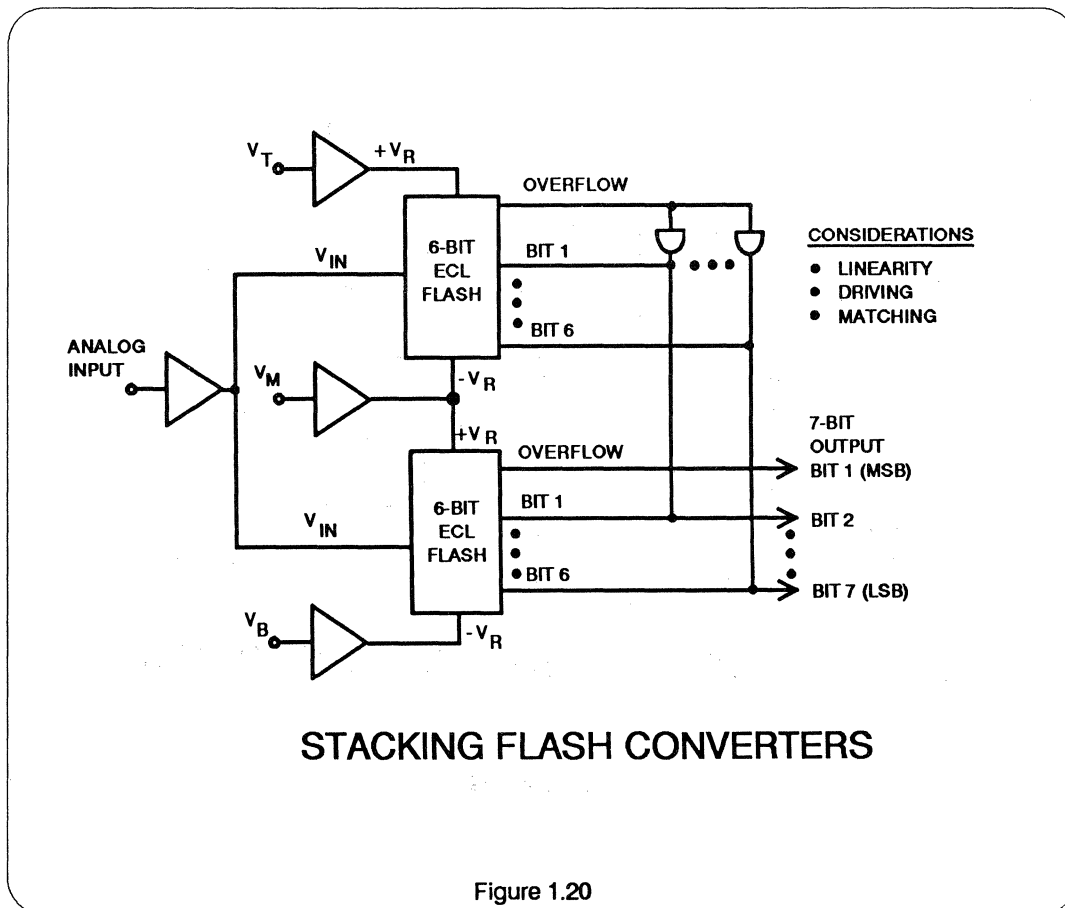 V_T
+V_R
OVERFLOW
6-BIT
ECL
FLASH
V_IN
BIT 1
BIT 6
CONSIDERATIONS
● LINEARITY
● DRIVING
● MATCHING
ANALOG
INPUT
V_M
-V_R
+V_R
OVERFLOW
7-BIT
OUTPUT
BIT 1 (MSB)
6-BIT
ECL
FLASH
V_IN
BIT 1
BIT 2
BIT 6
BIT 7 (LSB)
V_B
-V_R
STACKING FLASH CONVERTERS
Figure 1.20